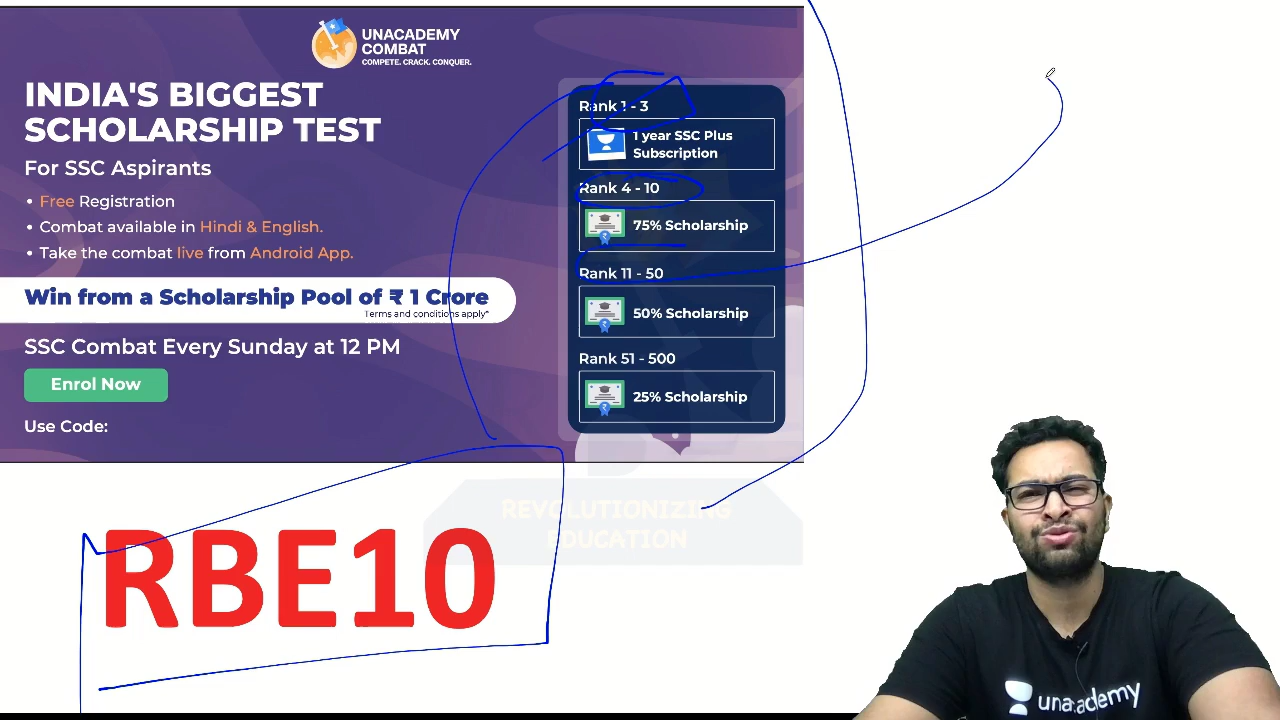 UNACADEMY
COMBAT
COMPETE. CRACK. CONQUER.
INDIA'S BIGGEST
SCHOLARSHIP TEST
For SSC Aspirants
• Free Registration
• Combat available in Hindi & English.
• Take the combat live from Android App.
Win from a Scholarship Pool of ₹ 1 Crore
Terms and conditions apply*
SSC Combat Every Sunday at 12 PM
Enrol Now
Use Code:
Rank 1 - 3
1 year SSC Plus
Subscription
Rank 4 - 10
75% Scholarship
Rank 11 - 50
50% Scholarship
Rank 51 - 500
25% Scholarship
REVOLUTIONIZING
EDUCATION
RBE10
unacademy